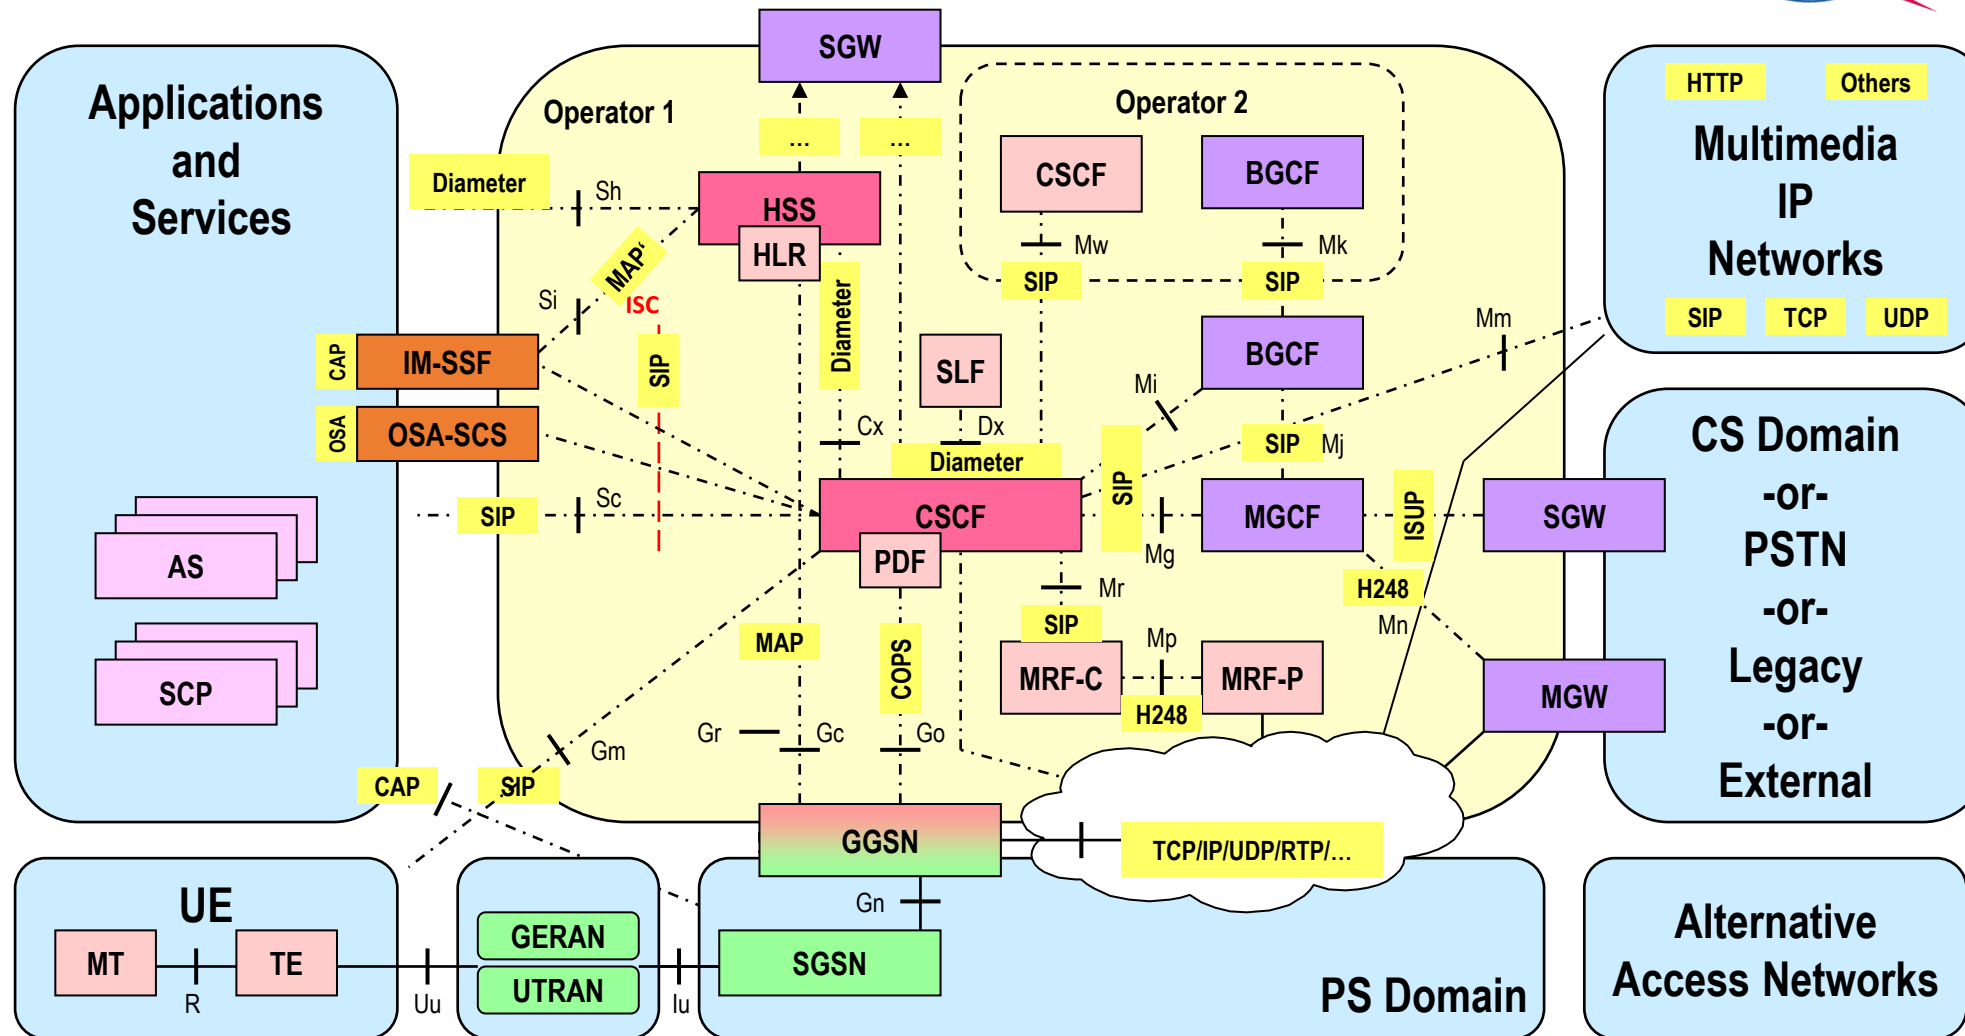 SGW
Applications
and
Services
Operator 1
Operator 2
HTTP
Others
Multimedia
IP
Networks
SIP
TCP
UDP
...
...
Diameter
Sh
HSS
HLR
CSCF
BGCF
Mw
Mk
SIP
SIP
MAP‘
ISC
Si
Diameter
SIP
CAP
IM-SSF
OSA
OSA-SCS
SLF
BGCF
Mi
Mm
Cx
Dx
Diameter
SIP
Mj
CS Domain
-or-
PSTN
-or-
Legacy
-or-
External
SIP
Sc
CSCF
PDF
SIP
Mg
MGCF
ISUP
SGW
AS
SCP
Mr
SIP
H248
Mn
MAP
COPS
MRF-C
Mp
H248
MRF-P
MGW
Gr
Gc
Go
Gm
CAP
SIP
GGSN
TCP/IP/UDP/RTP/…
Gn
UE
MT
R
TE
Uu
GERAN
UTRAN
Iu
SGSN
PS Domain
Alternative
Access Networks